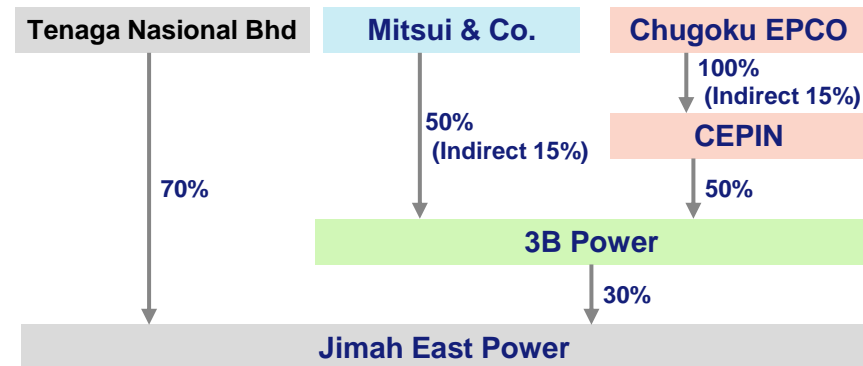 Tenaga Nasional Bhd
Mitsui & Co.
Chugoku EPCO
100%
(Indirect 15%)
50%
(Indirect 15%)
CEPIN
70%
50%
3B Power
30%
Jimah East Power